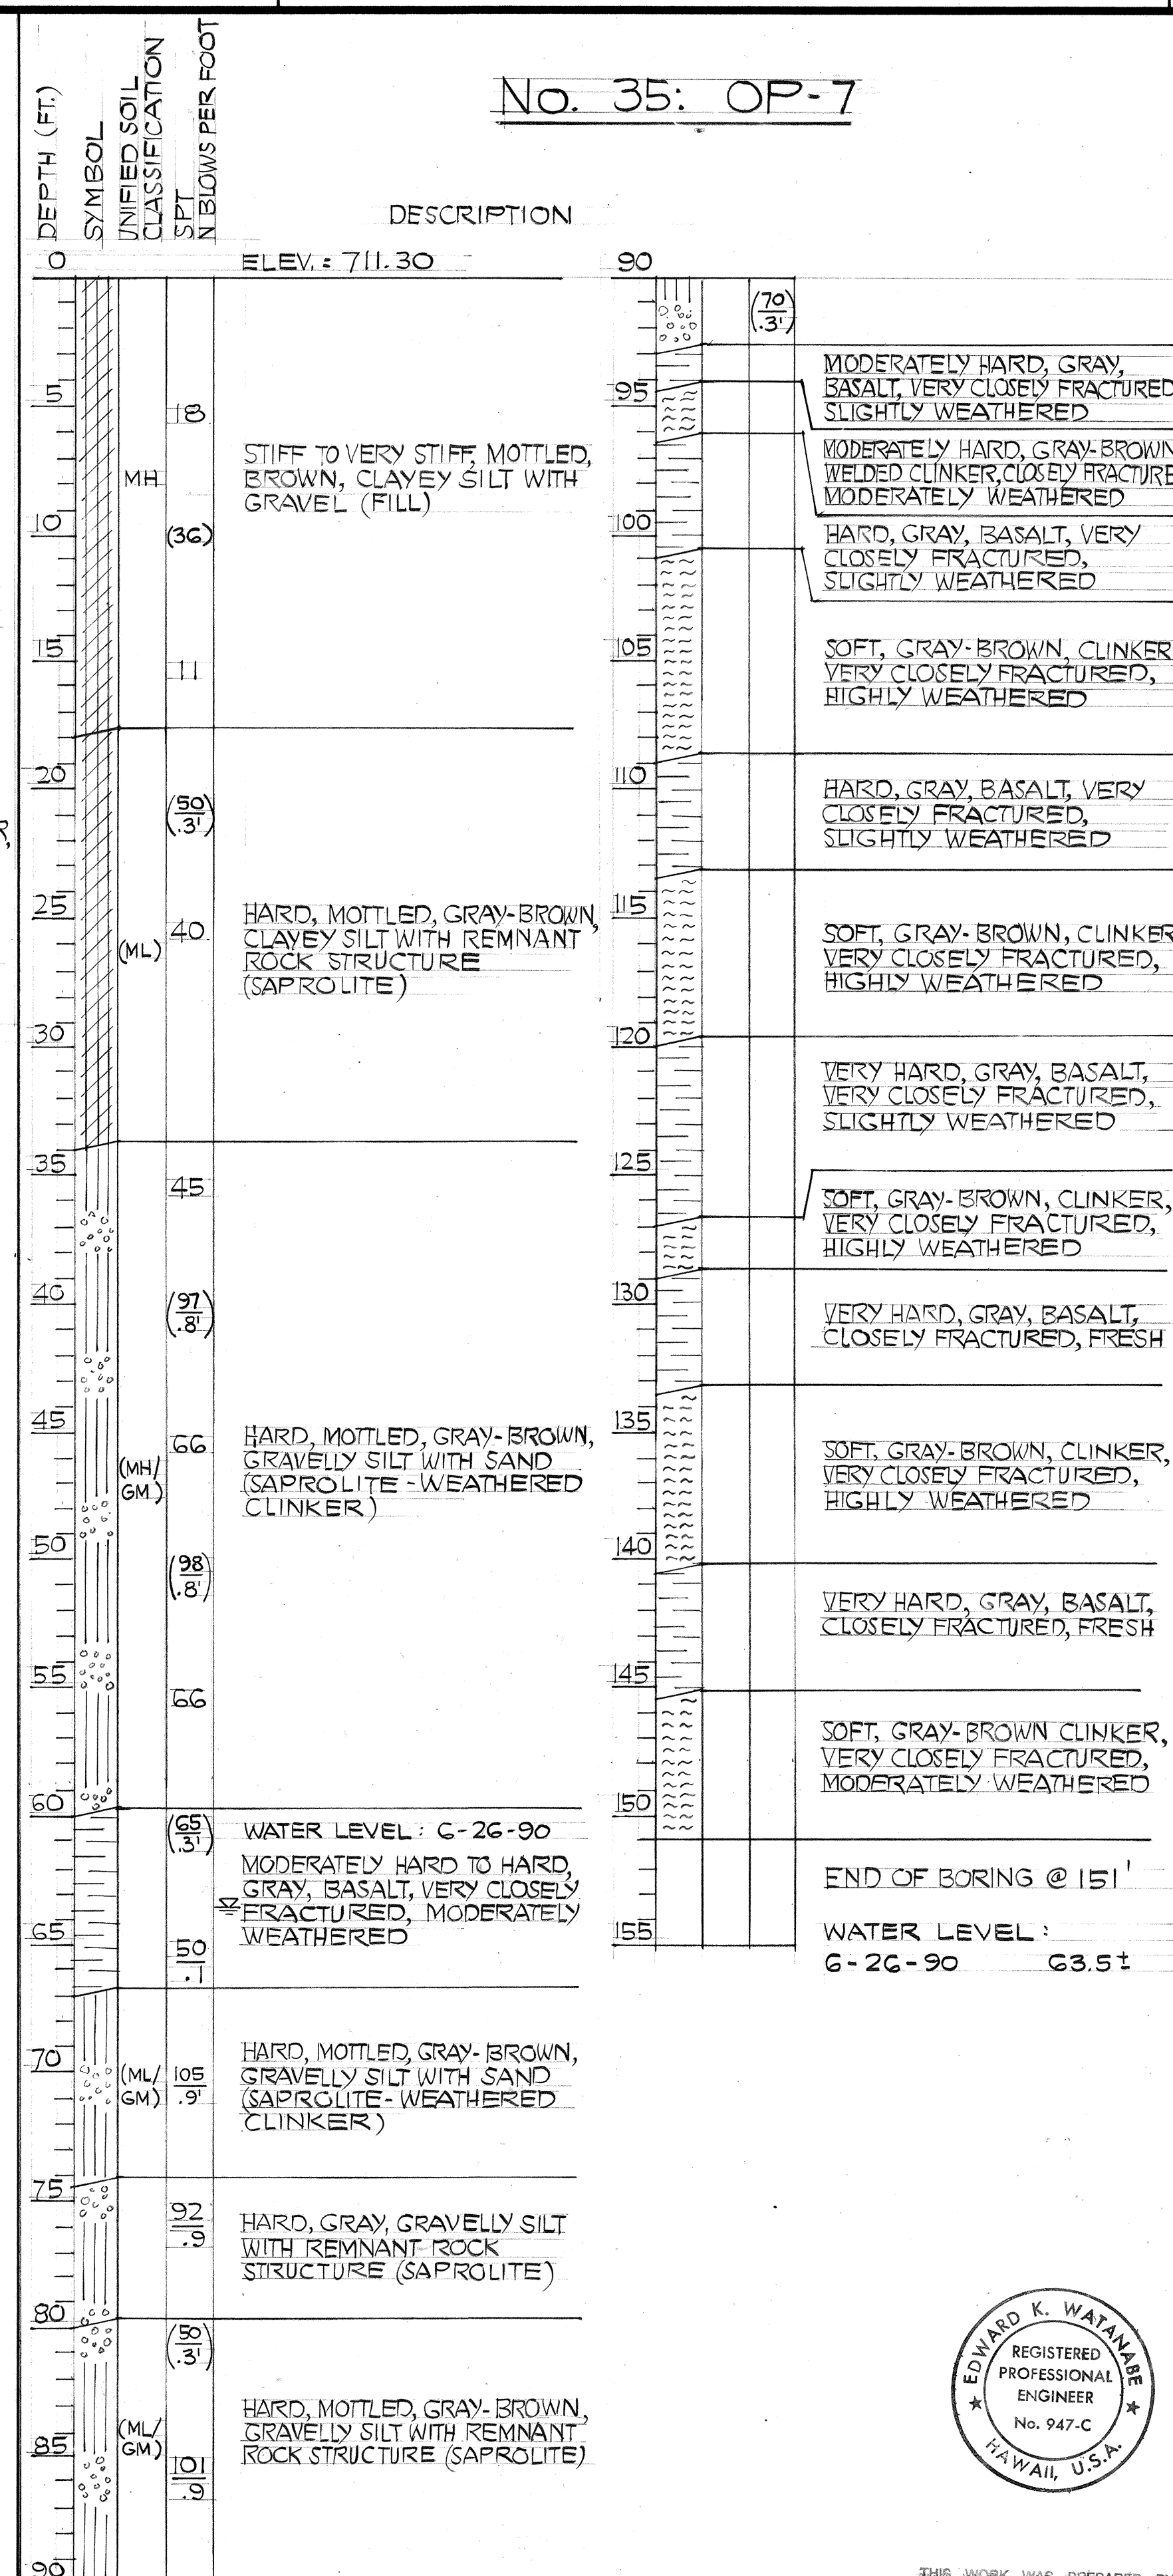 No. 35: OP-7
DEPTH (FT.)
SYMBOL
UNIFIED SOIL
CLASSIFICATION
SPT
N BLOWS PER FOOT
DESCRIPTION
0
ELEV. = 711.30
5
18
STIFF TO VERY STIFF, MOTTLED,
BROWN, CLAYEY SILT WITH
GRAVEL (FILL)
MH
10
(36)
15
11
20
(50/.3')
25
40
(ML)
HARD, MOTTLED, GRAY-BROWN,
CLAYEY SILT WITH REMNANT
ROCK STRUCTURE
(SAPROLITE)
30
35
45
40
(97/.8')
45
66
(MH/
GM)
HARD, MOTTLED, GRAY-BROWN,
GRAVELLY SILT WITH SAND
(SAPROLITE-WEATHERED
CLINKER)
50
(98/.8')
55
66
60
(65/.3')
WATER LEVEL: 6-26-90
MODERATELY HARD TO HARD,
GRAY, BASALT, VERY CLOSELY
FRACTURED, MODERATELY
WEATHERED
65
50/.1
70
(ML/
GM)
105/.9'
HARD, MOTTLED, GRAY-BROWN,
GRAVELLY SILT WITH SAND
(SAPROLITE-WEATHERED
CLINKER)
75
92/.9
HARD, GRAY, GRAVELLY SILT
WITH REMNANT ROCK
STRUCTURE (SAPROLITE)
80
(50/.3')
HARD, MOTTLED, GRAY-BROWN,
GRAVELLY SILT WITH REMNANT
ROCK STRUCTURE (SAPROLITE)
(ML/
GM)
85
101/.9
90
90
(70/.3')
MODERATELY HARD, GRAY,
BASALT, VERY CLOSELY FRACTURED
SLIGHTLY WEATHERED
95
MODERATELY HARD, GRAY-BROWN
WELDED CLINKER, CLOSELY FRACTURE
MODERATELY WEATHERED
100
HARD, GRAY, BASALT, VERY
CLOSELY FRACTURED,
SLIGHTLY WEATHERED
105
SOFT, GRAY-BROWN, CLINKER
VERY CLOSELY FRACTURED,
HIGHLY WEATHERED
110
HARD, GRAY, BASALT, VERY
CLOSELY FRACTURED,
SLIGHTLY WEATHERED
115
SOFT, GRAY-BROWN, CLINKER
VERY CLOSELY FRACTURED,
HIGHLY WEATHERED
120
VERY HARD, GRAY, BASALT,
VERY CLOSELY FRACTURED,
SLIGHTLY WEATHERED
125
SOFT, GRAY-BROWN, CLINKER,
VERY CLOSELY FRACTURED,
HIGHLY WEATHERED
130
VERY HARD, GRAY, BASALT,
CLOSELY FRACTURED, FRESH
135
SOFT, GRAY-BROWN, CLINKER,
VERY CLOSELY FRACTURED,
HIGHLY WEATHERED
140
VERY HARD, GRAY, BASALT,
CLOSELY FRACTURED, FRESH
145
SOFT, GRAY-BROWN CLINKER,
VERY CLOSELY FRACTURED,
MODERATELY WEATHERED
150
END OF BORING @ 151'
155
WATER LEVEL:
6-26-90 63.5±
EDWARD K. WATANABE
REGISTERED
PROFESSIONAL
ENGINEER
No. 947-C
HAWAII, U.S.A.
THIS WORK WAS PREPARED